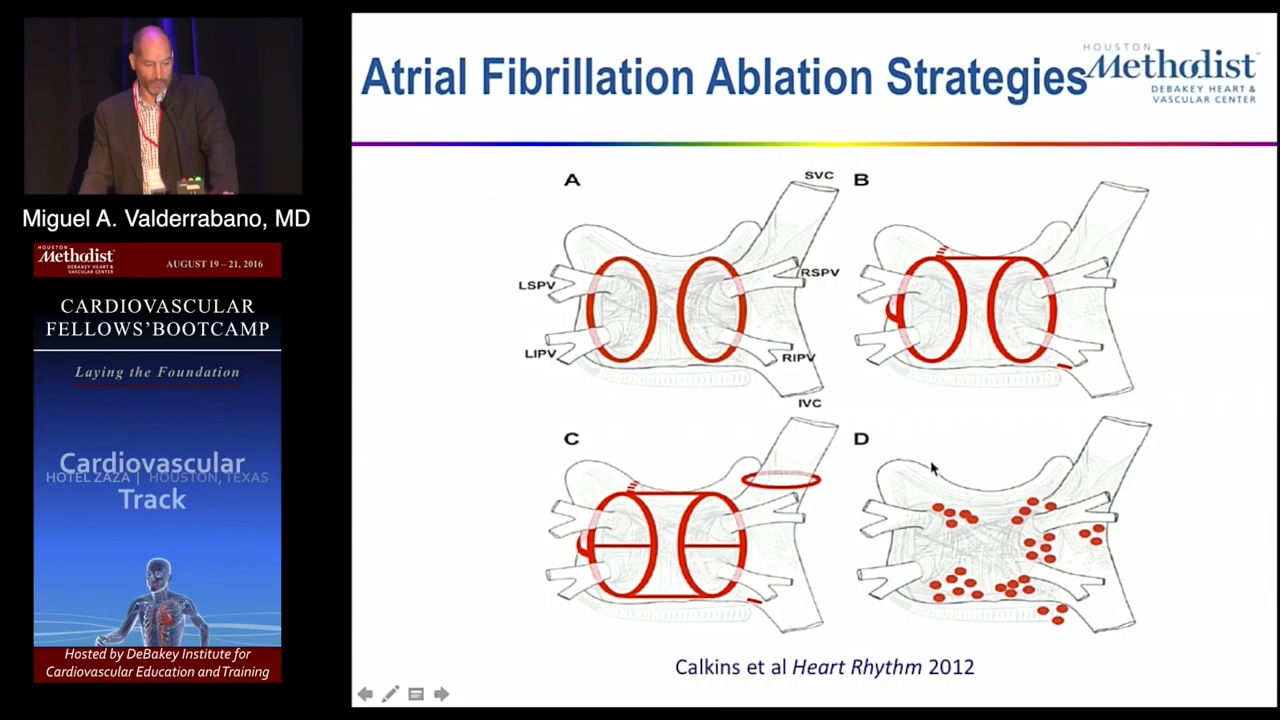 Miguel A. Valderrabano, MD
HOUSTON
Methodist
DEBAKEY HEART &
VASCULAR CENTER
AUGUST 19 – 21, 2016
CARDIOVASCULAR
FELLOWS'BOOTCAMP
Laying the Foundation
Cardiovascular
HOTEL ZAZA | HOUSTON, TEXAS
Track
Hosted by DeBakey Institute for
Cardiovascular Education and Training
Atrial Fibrillation Ablation Strategies
HOUSTON
Methodist
DEBAKEY HEART &
VASCULAR CENTER
A
SVC
B
LSPV
RSPV
LIPV
RIPV
IVC
C
D
Calkins et al Heart Rhythm 2012